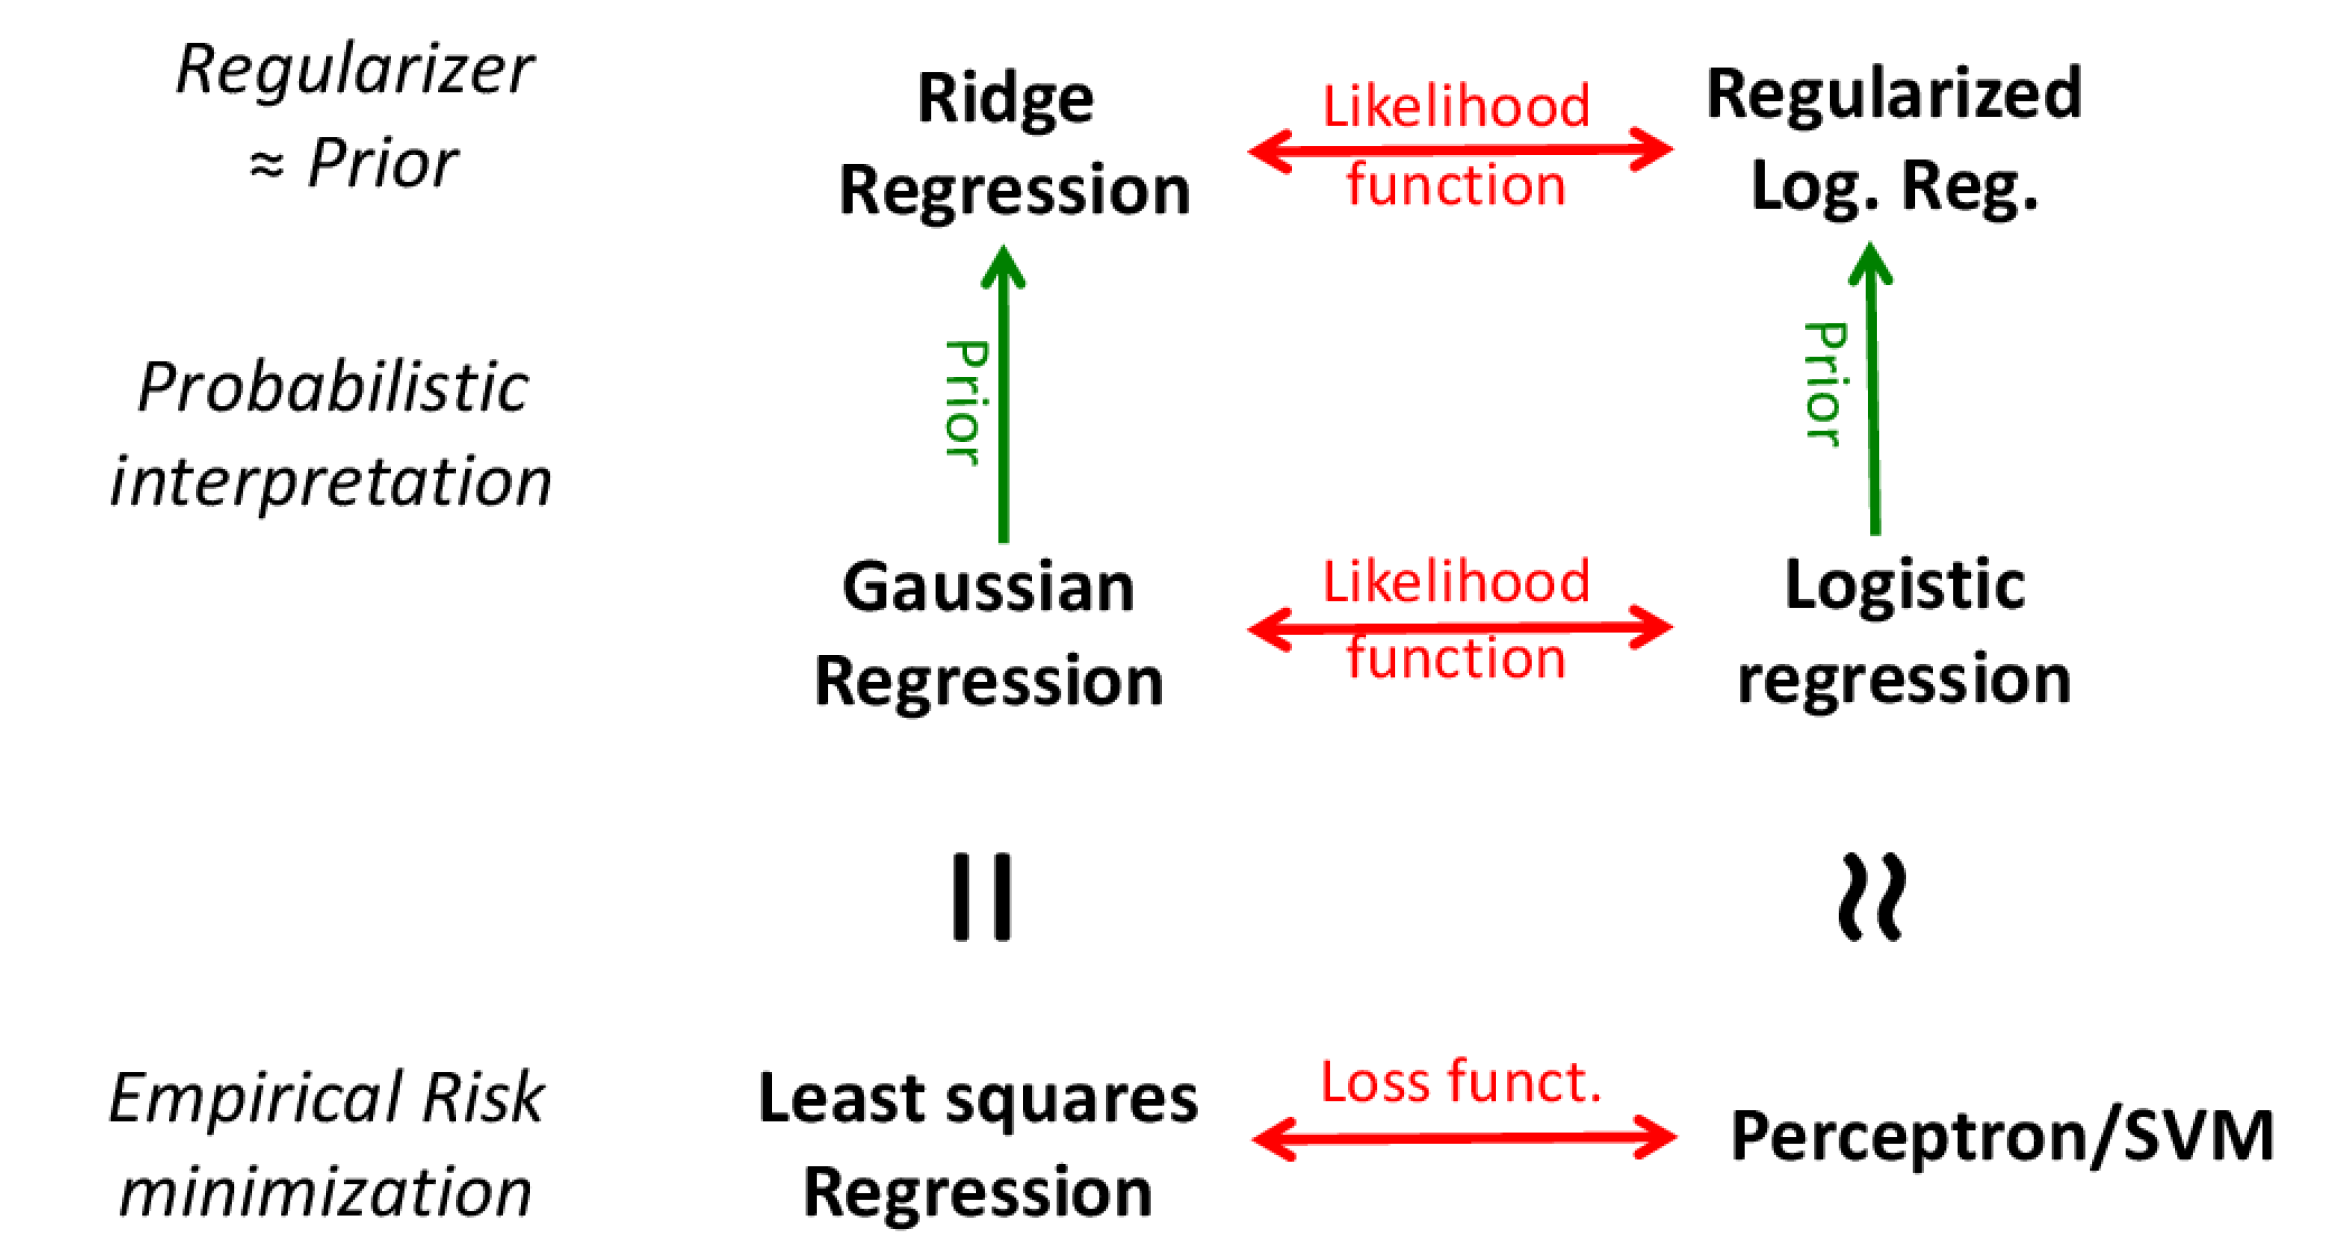 Regularizer
≈ Prior
Ridge
Regression
Likelihood
function
Regularized
Log. Reg.
Probabilistic
interpretation
Prior
Prior
Gaussian
Regression
Likelihood
function
Logistic
regression
=
≈
Empirical Risk
minimization
Least squares
Regression
Loss funct.
Perceptron/SVM